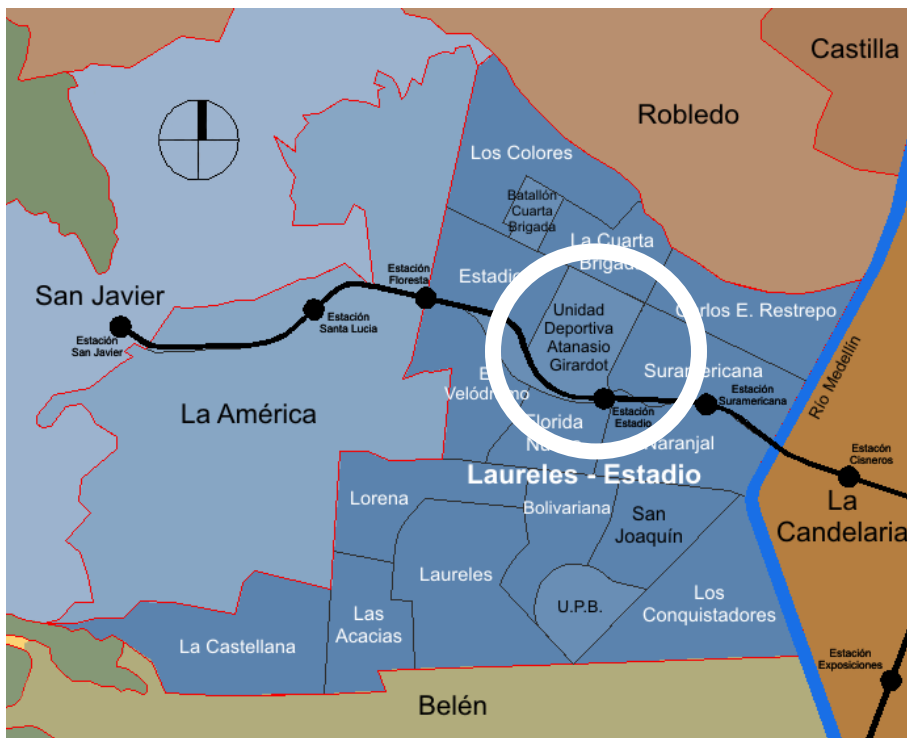 Castilla
Robledo
Los Colores
Batallón
Cuarta
Brigada
La Cuarta
Brigada
Estación
Floresta
Estadio
San Javier
Estación
San Javier
Estación
Santa Lucia
Unidad
Deportiva
Atanasio
Girardot
Carlos E. Restrepo
Río Medellín
Suramericana
Estación
Suramericana
El
Velódromo
La América
Estación
Estadio
Florida
Naranjal
Estacón
Cisneros
Laureles - Estadio
La
Candelaria
Lorena
Bolivariana
San
Joaquín
Laureles
U.P.B.
Los
Conquistadores
Las
Acacias
La Castellana
Estación
Exposiciones
Belén